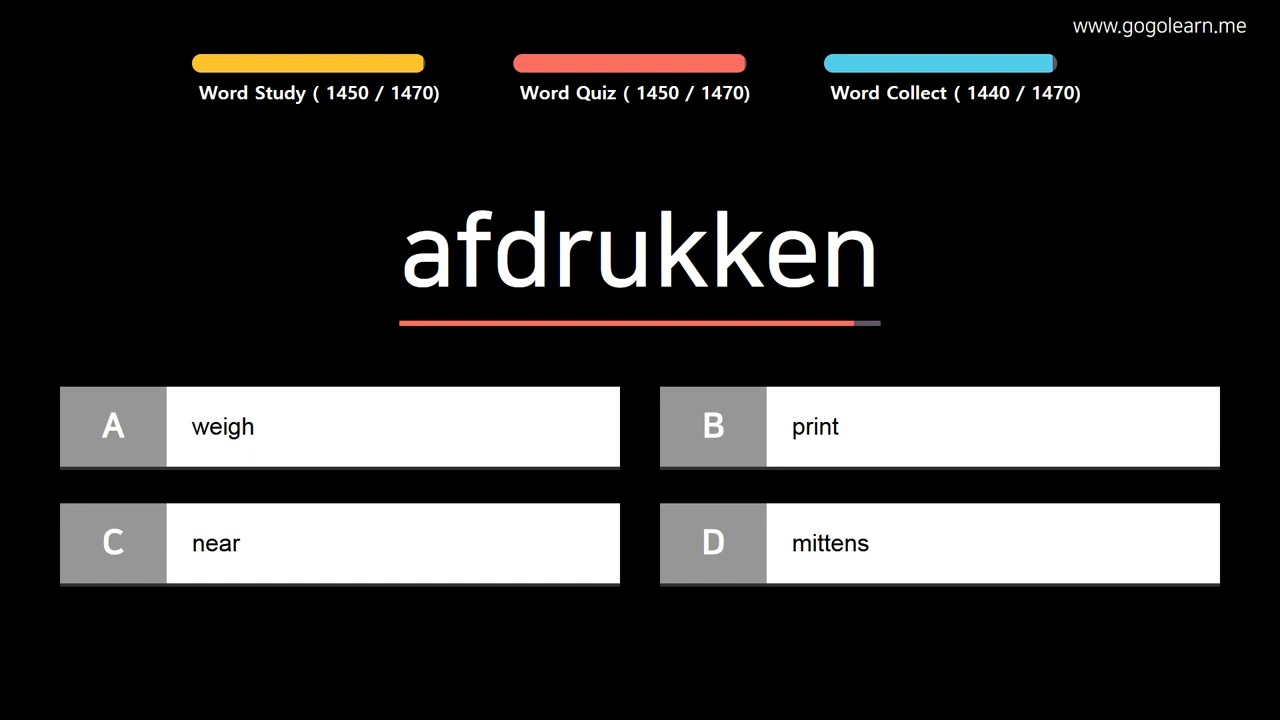 www.gogolearn.me
Word Study ( 1450 / 1470)
Word Quiz ( 1450 / 1470)
Word Collect ( 1440 / 1470)
afdrukken
A weigh
B print
C near
D mittens